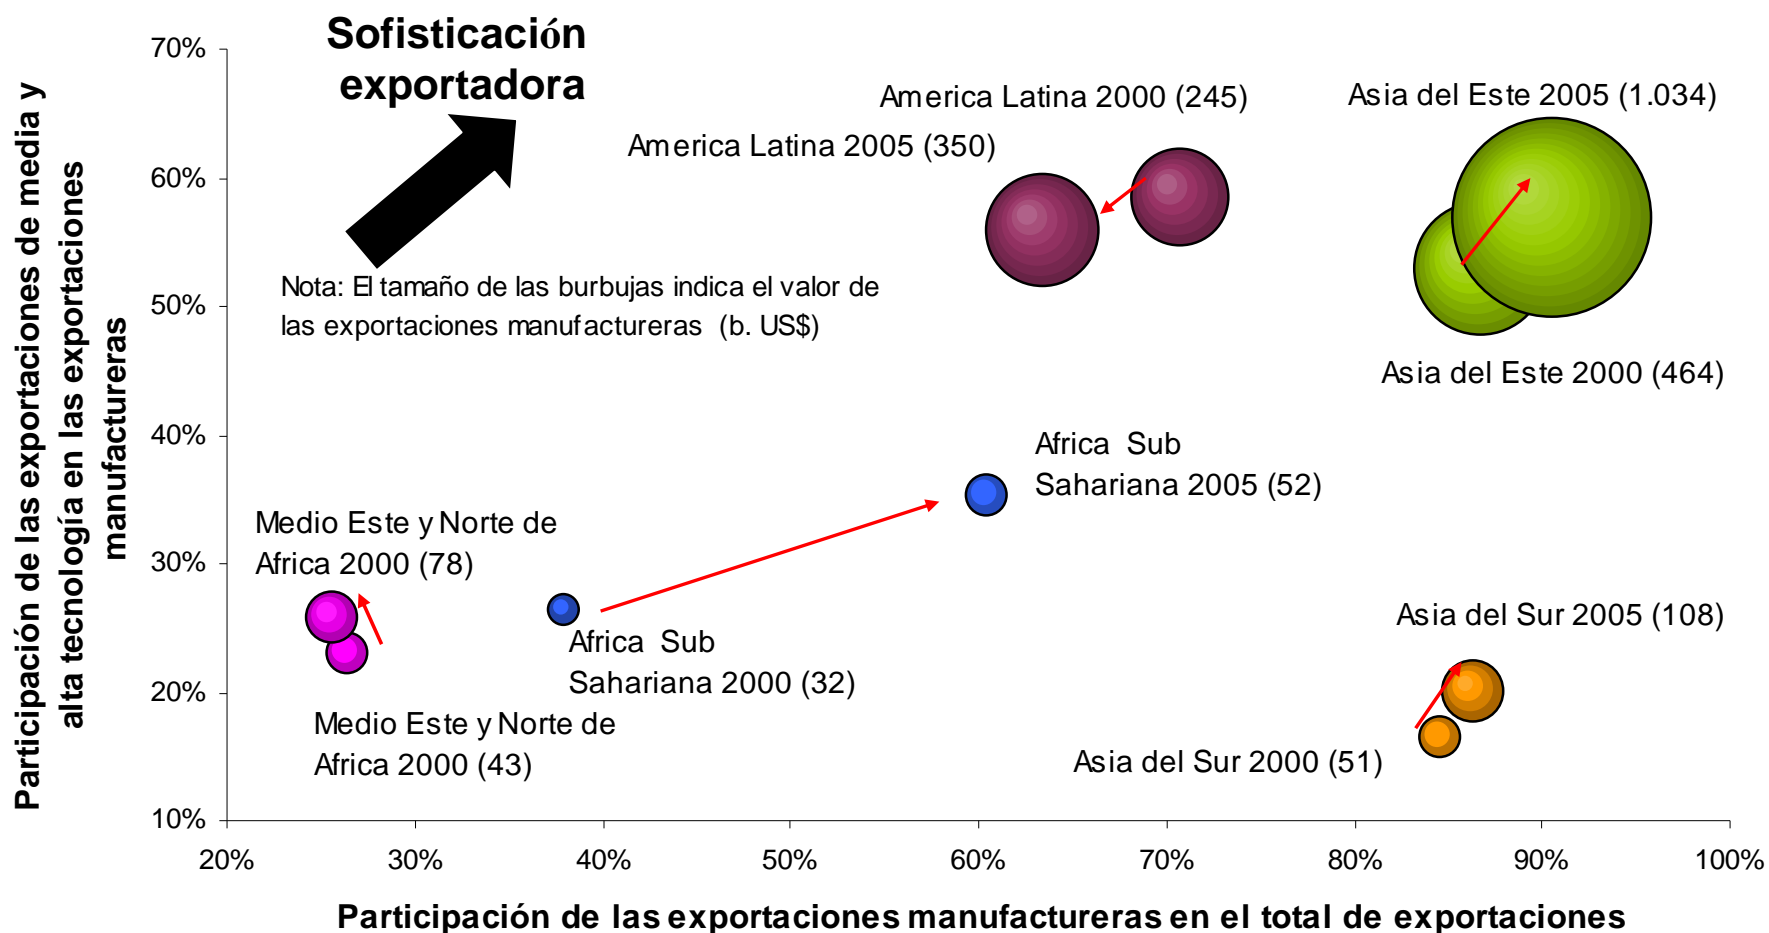 Sofisticación
exportadora
70%
60%
50%
40%
30%
20%
10%
Participación de las exportaciones de media y
alta tecnología en las exportaciones
manufactureras
America Latina 2000 (245)
America Latina 2005 (350)
Asia del Este 2005 (1.034)
Nota: El tamaño de las burbujas indica el valor de
las exportaciones manufactureras (b. US$)
Asia del Este 2000 (464)
Africa Sub
Sahariana 2005 (52)
Medio Este y Norte de
Africa 2000 (78)
Africa Sub
Sahariana 2000 (32)
Asia del Sur 2005 (108)
Medio Este y Norte de
Africa 2000 (43)
Asia del Sur 2000 (51)
20%
30%
40%
50%
60%
70%
80%
90%
100%
Participación de las exportaciones manufactureras en el total de exportaciones